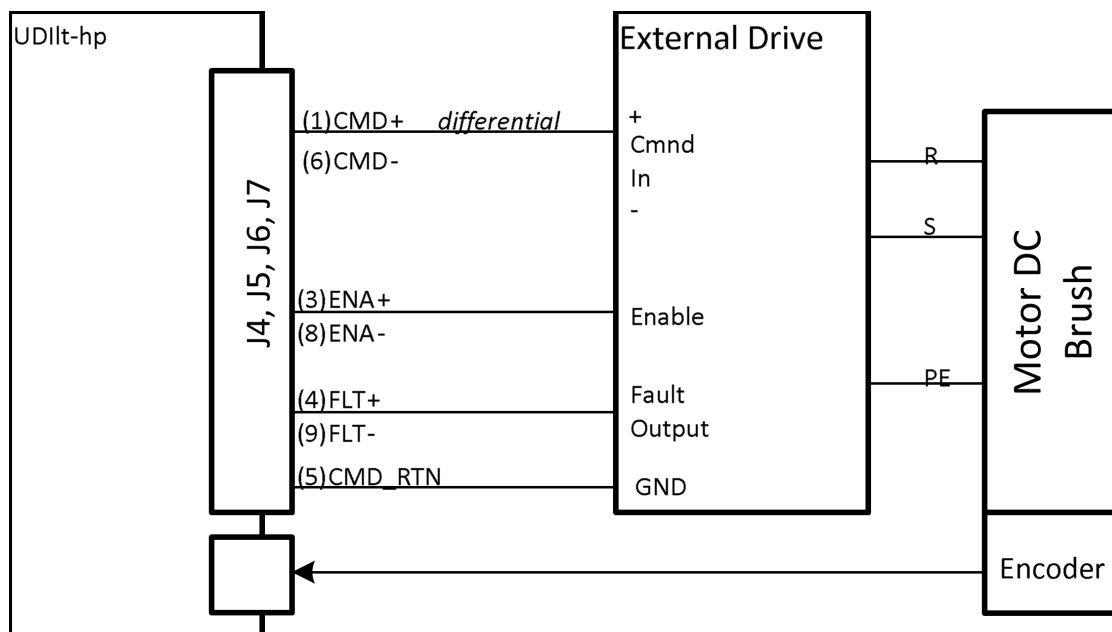 UDIlt-hp
External Drive
(1)CMD+ differential
(6)CMD-
+
Cmnd
In
-
R
S
J4, J5, J6, J7
Motor DC
Brush
(3)ENA+
(8)ENA-
Enable
PE
(4)FLT+
(9)FLT-
Fault
Output
(5)CMD_RTN
GND
Encoder